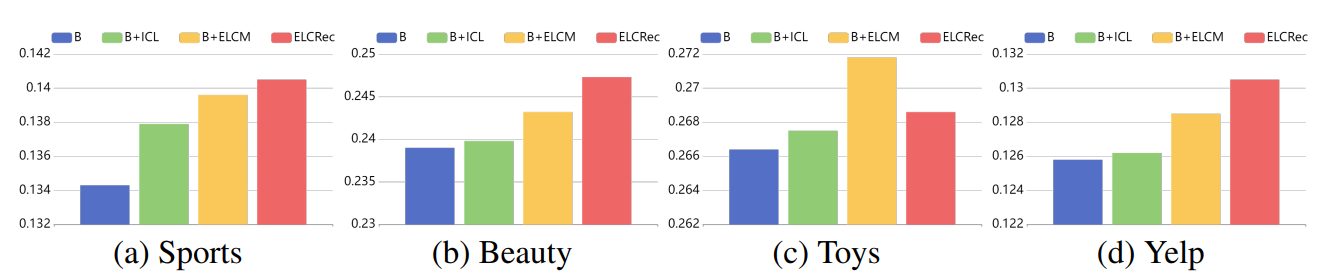 B B+ICL B+ELCM ELCRec
0.142
0.14
0.138
0.136
0.134
0.132
(a) Sports
B B+ICL B+ELCM ELCRec
0.25
0.245
0.24
0.235
0.23
(b) Beauty
B B+ICL B+ELCM ELCRec
0.272
0.27
0.268
0.266
0.264
0.262
(c) Toys
B B+ICL B+ELCM ELCRec
0.132
0.13
0.128
0.126
0.124
0.122
(d) Yelp